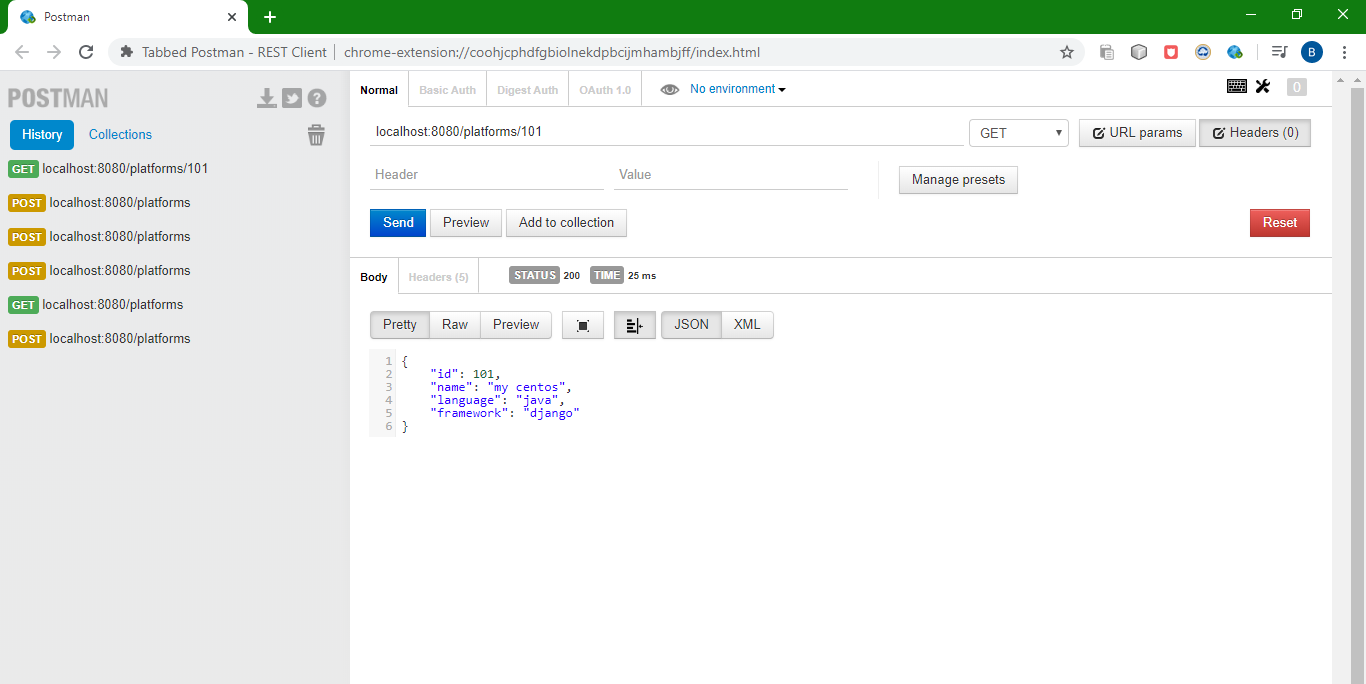 Postman
Tabbed Postman - REST Client | chrome-extension://coohjcphdfgbiolnekdpbcijmhambjff/index.html
B
POSTMAN
History Collections
GET localhost:8080/platforms/101
POST localhost:8080/platforms
POST localhost:8080/platforms
POST localhost:8080/platforms
GET localhost:8080/platforms
POST localhost:8080/platforms
Normal Basic Auth Digest Auth OAuth 1.0 No environment 0
localhost:8080/platforms/101 GET URL params Headers (0)
Header Value Manage presets
Send Preview Add to collection Reset
Body Headers (5) STATUS 200 TIME 25 ms
Pretty Raw Preview JSON XML
1 {
2 "id": 101,
3 "name": "my centos",
4 "language": "java",
5 "framework": "django"
6 }